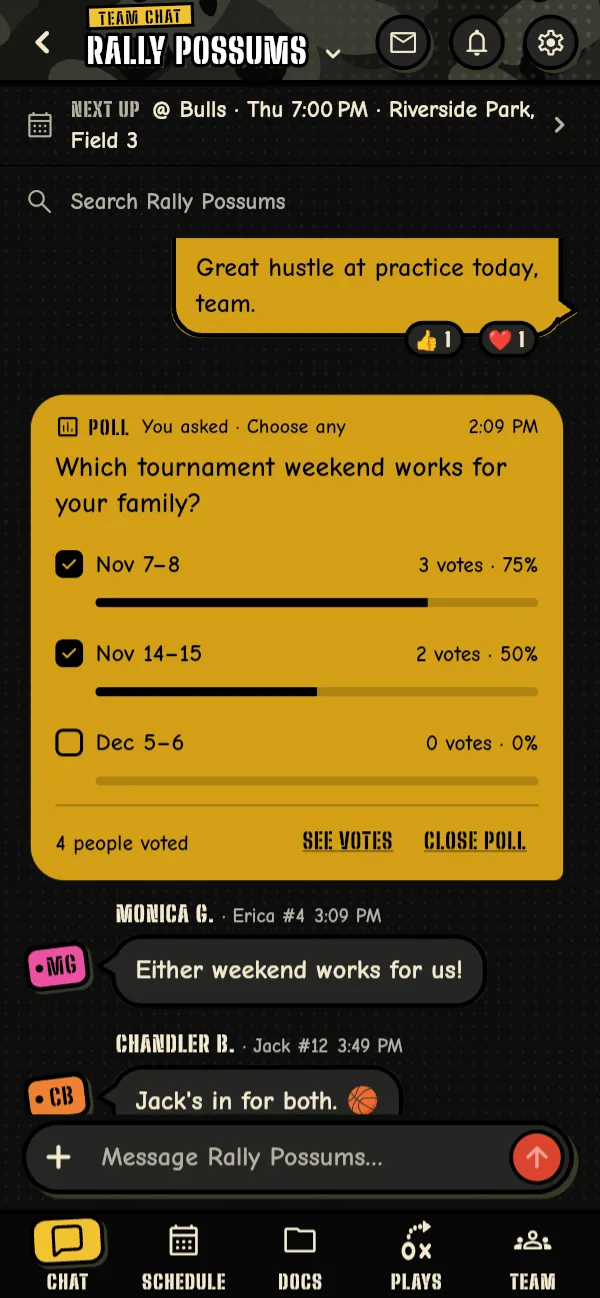 TEAM CHAT
RALLY POSSUMS
NEXT UP @ Bulls · Thu 7:00 PM · Riverside Park,
Field 3
Search Rally Possums
Great hustle at practice today,
team.
👍 1 ❤️ 1
POLL You asked · Choose any 2:09 PM
Which tournament weekend works for
your family?
Nov 7–8 3 votes · 75%
Nov 14–15 2 votes · 50%
Dec 5–6 0 votes · 0%
4 people voted SEE VOTES CLOSE POLL
MONICA G. · Erica #4 3:09 PM
MG Either weekend works for us!
CHANDLER B. · Jack #12 3:49 PM
CB Jack's in for both. 🏀
Message Rally Possums...
CHAT SCHEDULE DOCS PLAYS TEAM